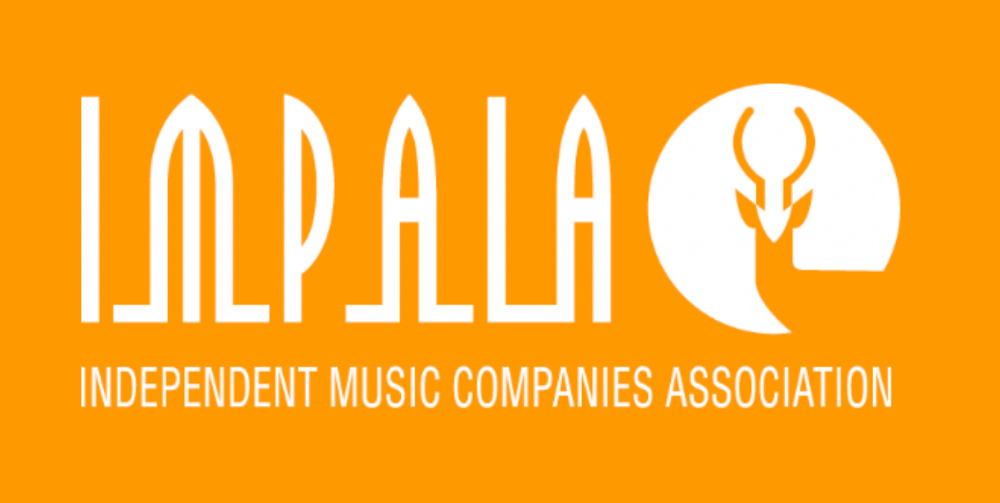 IMPALA
INDEPENDENT MUSIC COMPANIES ASSOCIATION